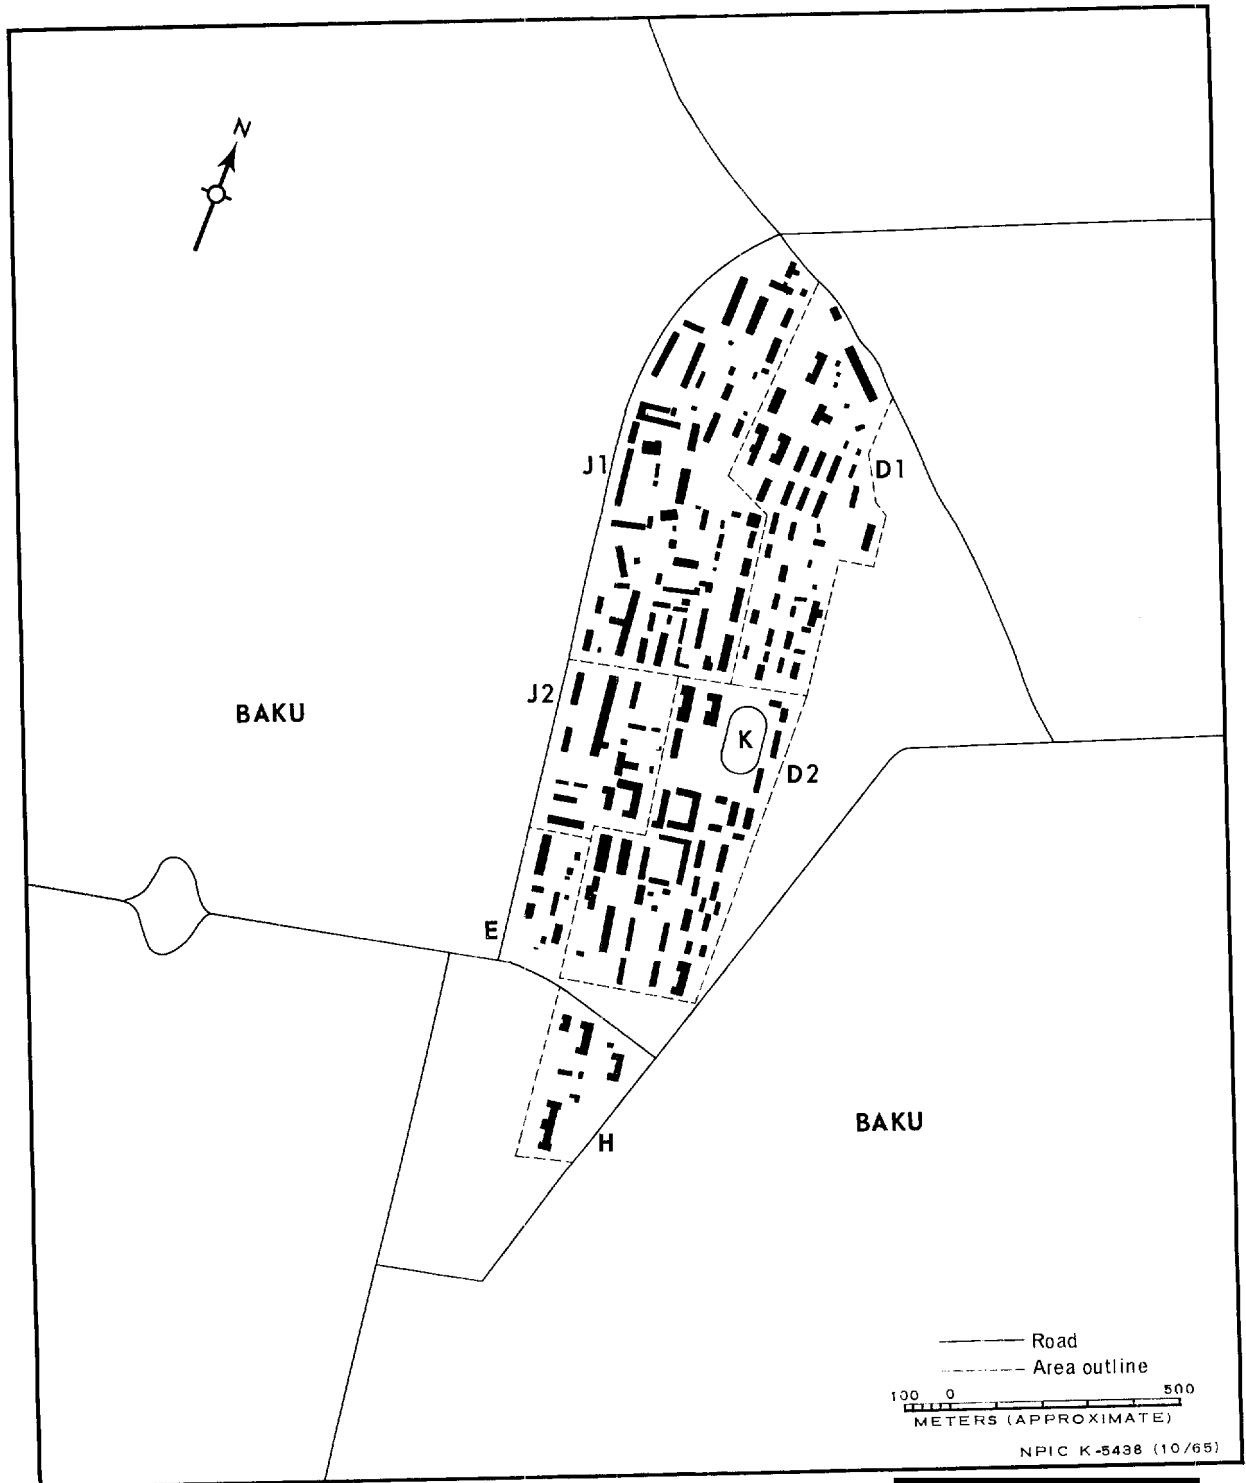 N
J1
D1
J2
BAKU
K
D2
E
BAKU
H
Road
Area outline
100 0 500
METERS (APPROXIMATE)
NPIC K-5438 (10/65)